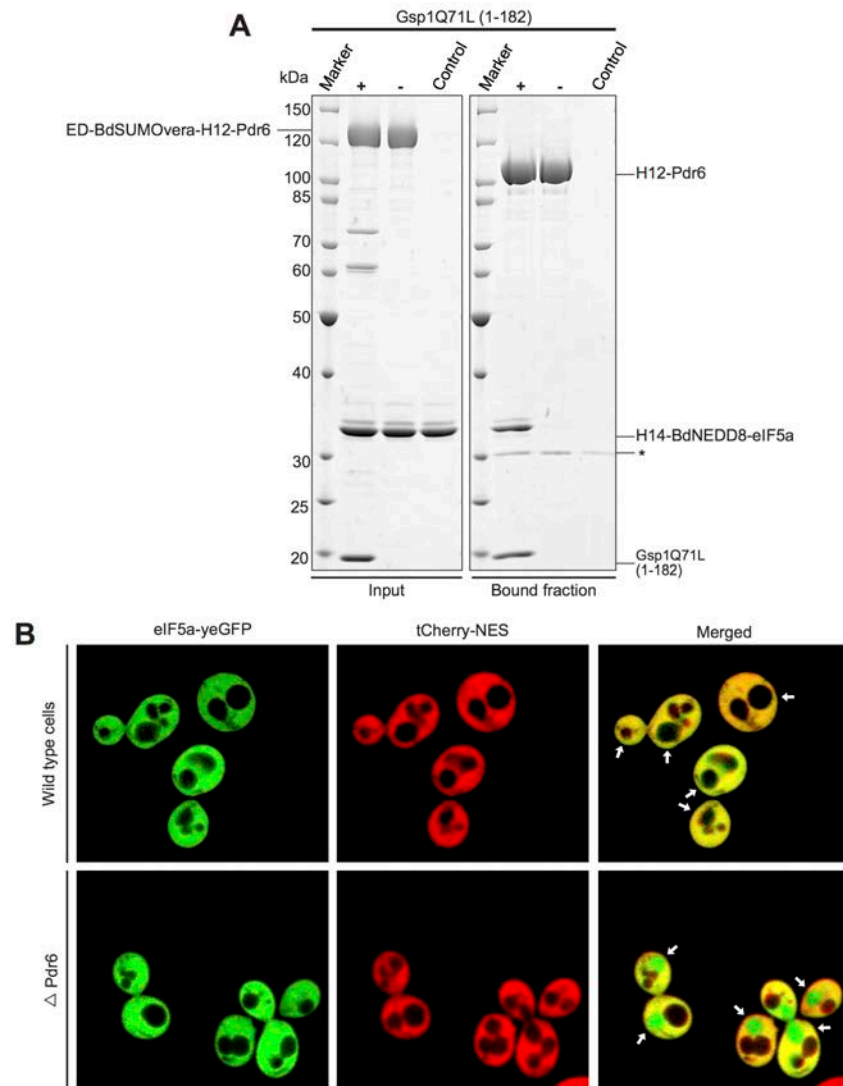 A
Gsp1Q71L (1-182)
kDa
Marker
+
-
Control
Marker
+
-
Control
150
120
100
85
70
60
50
40
30
25
20
ED-BdSUMOvera-H12-Pdr6
H12-Pdr6
H14-BdNEDD8-eIF5a
*
Gsp1Q71L
(1-182)
Input
Bound fraction
B
eIF5a-yeGFP
tCherry-NES
Merged
Wild type cells
△ Pdr6